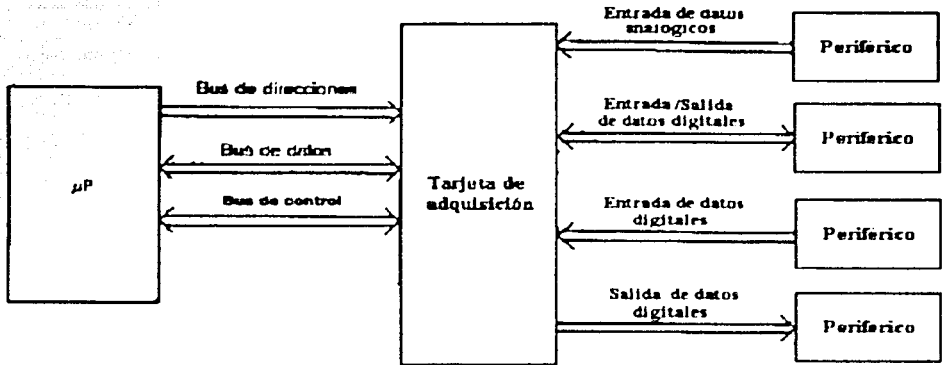 Entrada de datos
analogicos
Periferico
Bus de direcciones
Entrada/Salida
de datos digitales
Periferico
Bus de datos
µP
Tarjeta de
adquisición
Bus de control
Entrada de datos
digitales
Periferico
Salida de datos
digitales
Periferico